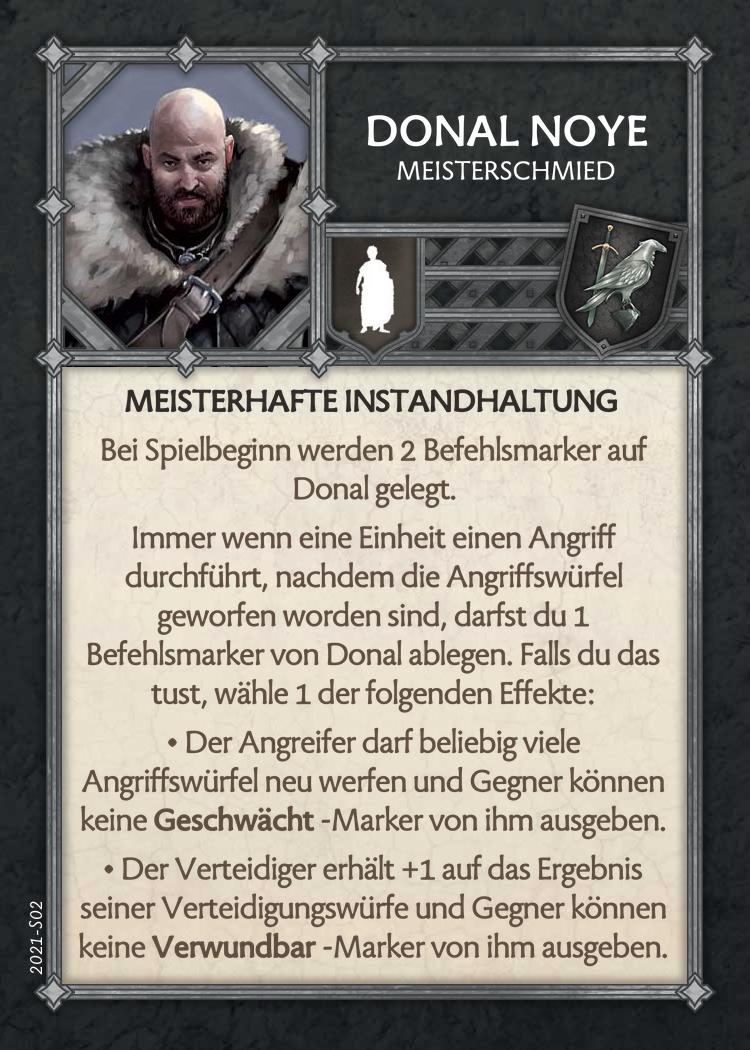 DONAL NOYE
MEISTERSCHMIED
MEISTERHAFTE INSTANDHALTUNG
Bei Spielbeginn werden 2 Befehlsmarker auf
Donal gelegt.
Immer wenn eine Einheit einen Angriff
durchführt, nachdem die Angriffswürfel
geworfen worden sind, darfst du 1
Befehlsmarker von Donal ablegen. Falls du das
tust, wähle 1 der folgenden Effekte:
• Der Angreifer darf beliebig viele
Angriffswürfel neu werfen und Gegner können
keine Geschwächt -Marker von ihm ausgeben.
• Der Verteidiger erhält +1 auf das Ergebnis
seiner Verteidigungswürfe und Gegner können
keine Verwundbar -Marker von ihm ausgeben.
2021-S02